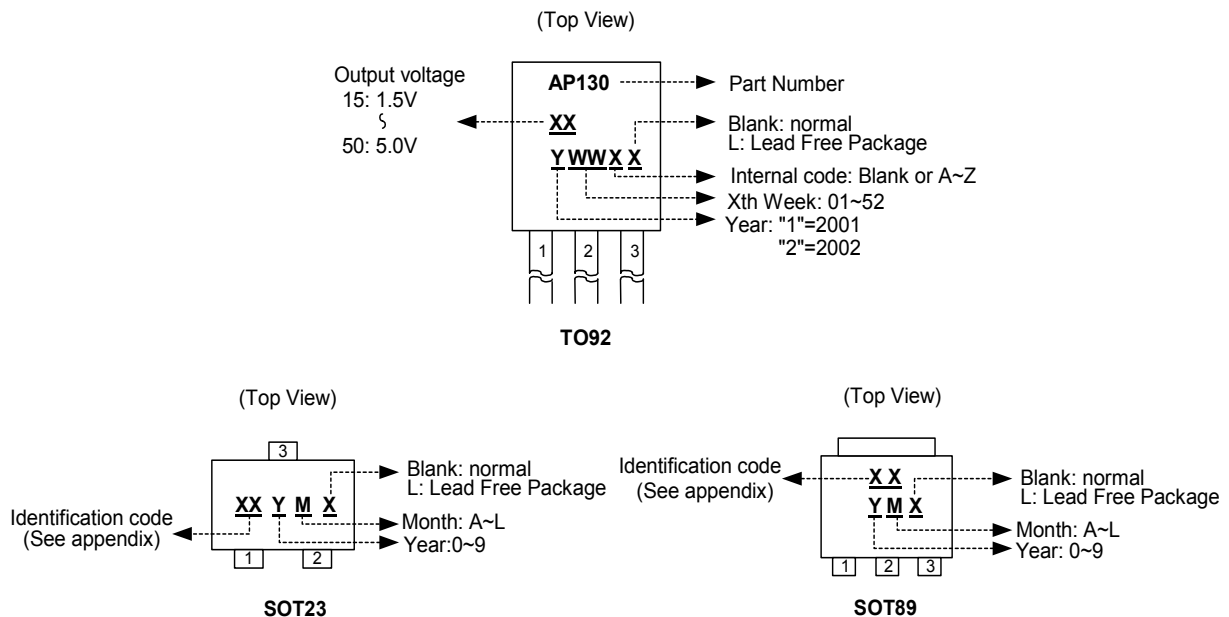 (Top View)
Output voltage
15: 1.5V
50: 5.0V
AP130
XX
Y WW X X
Part Number
Blank: normal
L: Lead Free Package
Internal code: Blank or A~Z
Xth Week: 01~52
Year: "1"=2001
"2"=2002
1 2 3
TO92
(Top View)
3
XX Y M X
Blank: normal
L: Lead Free Package
Month: A~L
Year:0~9
Identification code
(See appendix)
1 2
SOT23
(Top View)
Identification code
(See appendix)
X X
Y M X
Blank: normal
L: Lead Free Package
Month: A~L
Year: 0~9
1 2 3
SOT89